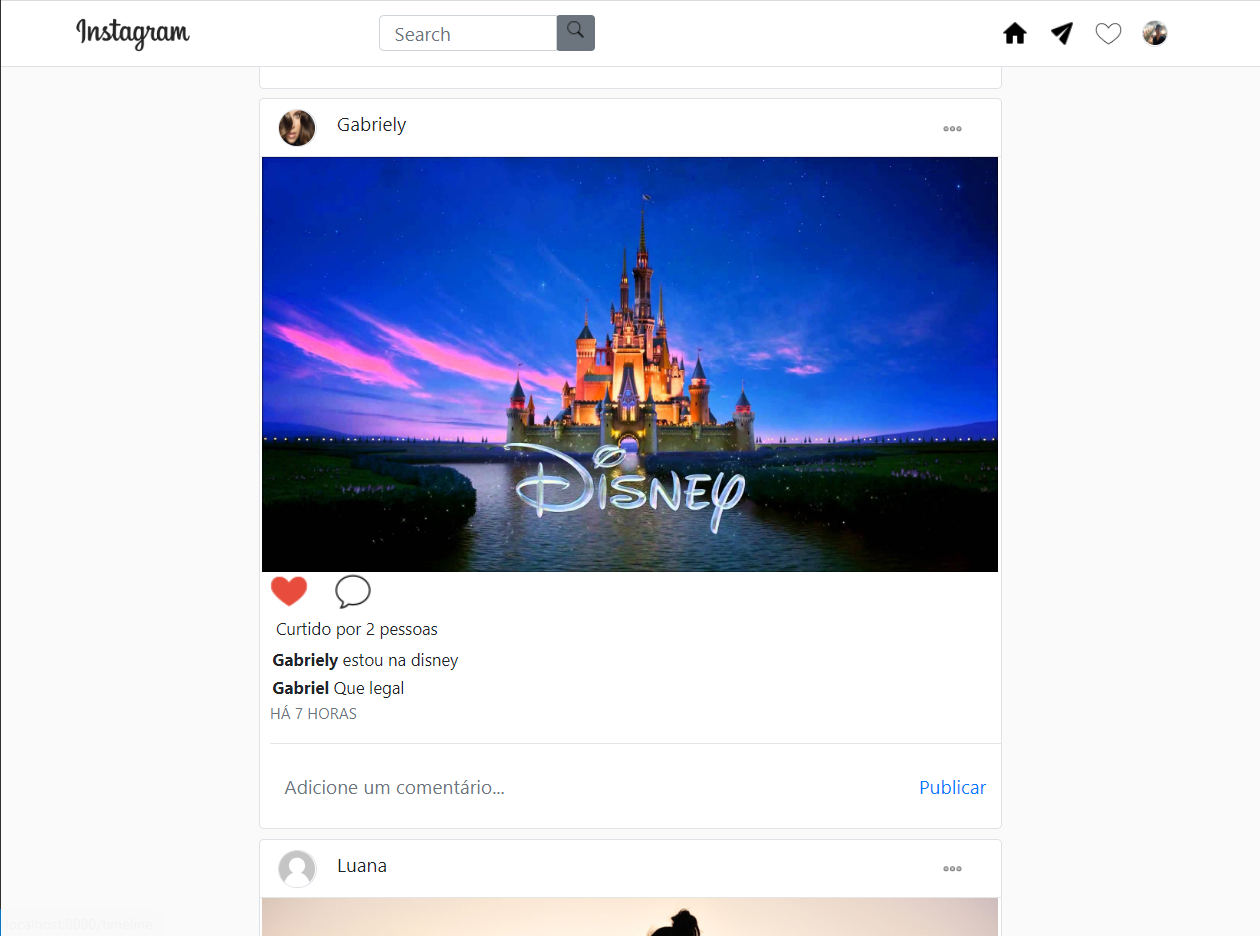 Instagram
Search
Gabriely
Disney
Curtido por 2 pessoas
Gabriely estou na disney
Gabriel Que legal
HÁ 7 HORAS
Adicione um comentário...
Publicar
Luana